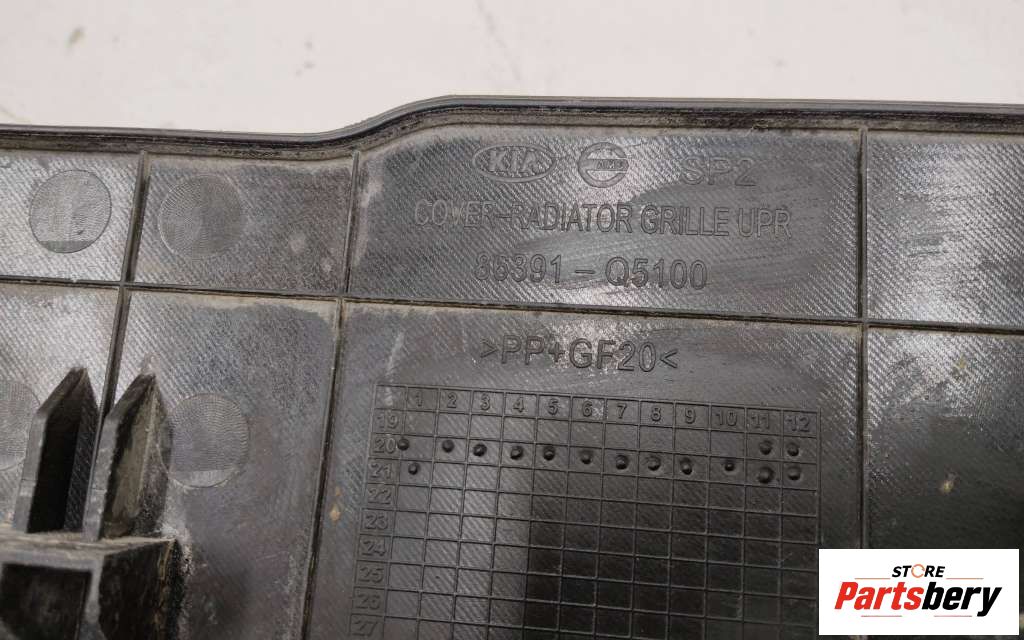 KIA SP2
COVER-RADIATOR GRILLE UPR
86391-Q5100
>PP+GF20<
1 2 3 4 5 6 7 8 9 10 11 12
19
20
21
22
23
24
25
26
27
STORE
Partsbery